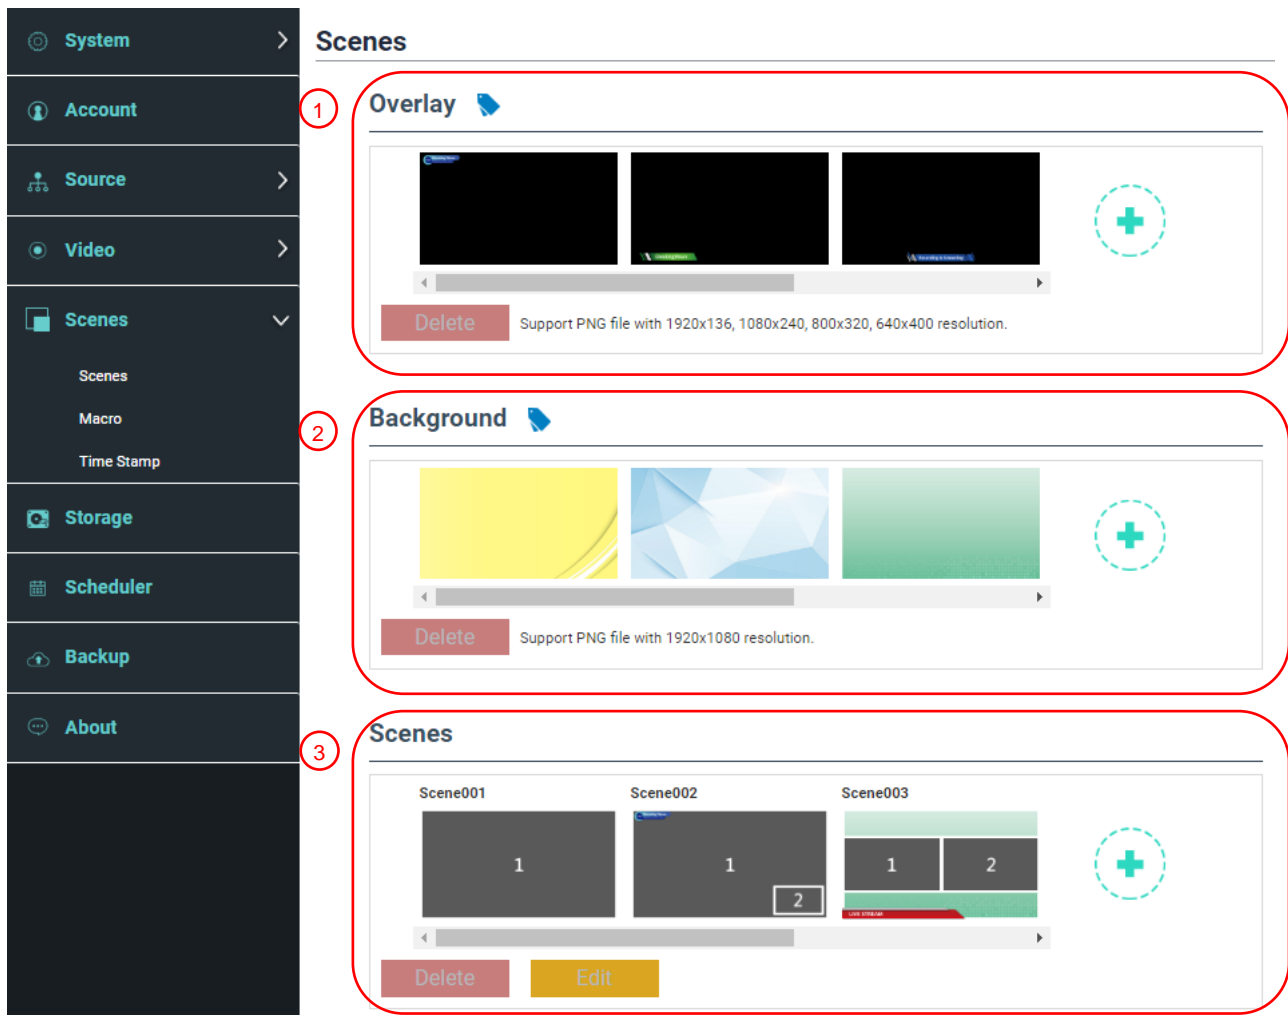 System
Account
Source
Video
Scenes
Scenes
Macro
Time Stamp
Storage
Scheduler
Backup
About
Scenes
1
Overlay
Delete
Support PNG file with 1920x136, 1080x240, 800x320, 640x400 resolution.
2
Background
Delete
Support PNG file with 1920x1080 resolution.
3
Scenes
Scene001
Scene002
Scene003
1
1
2
1
2
LIVE STREAM
Delete
Edit